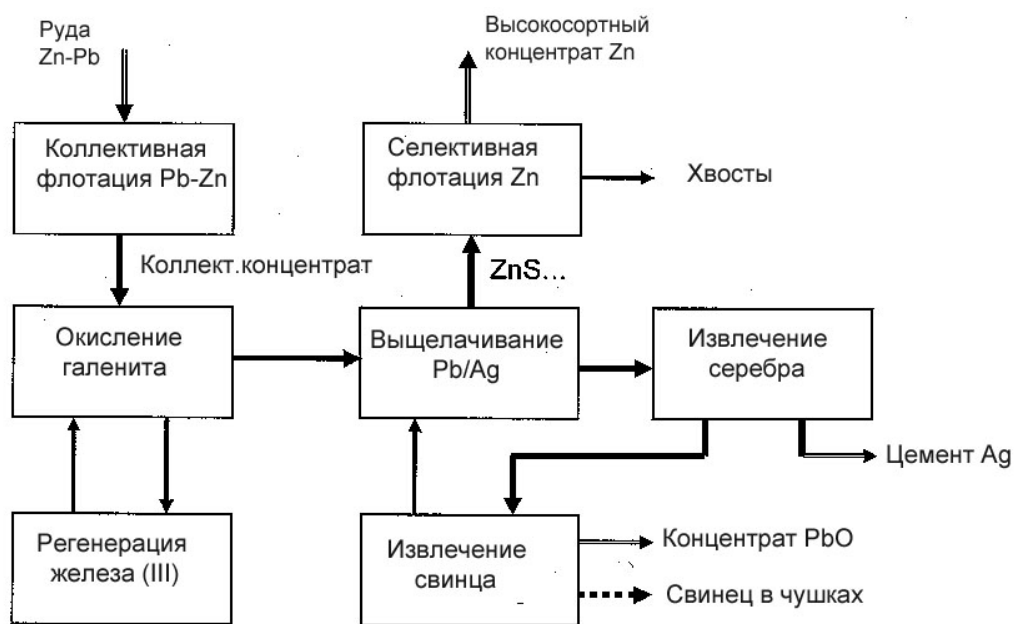 Руда
Zn-Pb
Высокосортный
концентрат Zn
Коллективная
флотация Pb-Zn
Селективная
флотация Zn
Хвосты
Коллект.концентрат
ZnS...
Окисление
галенита
Выщелачивание
Pb/Ag
Извлечение
серебра
Цемент Ag
Регенерация
железа (III)
Извлечение
свинца
Концентрат PbO
Свинец в чушках